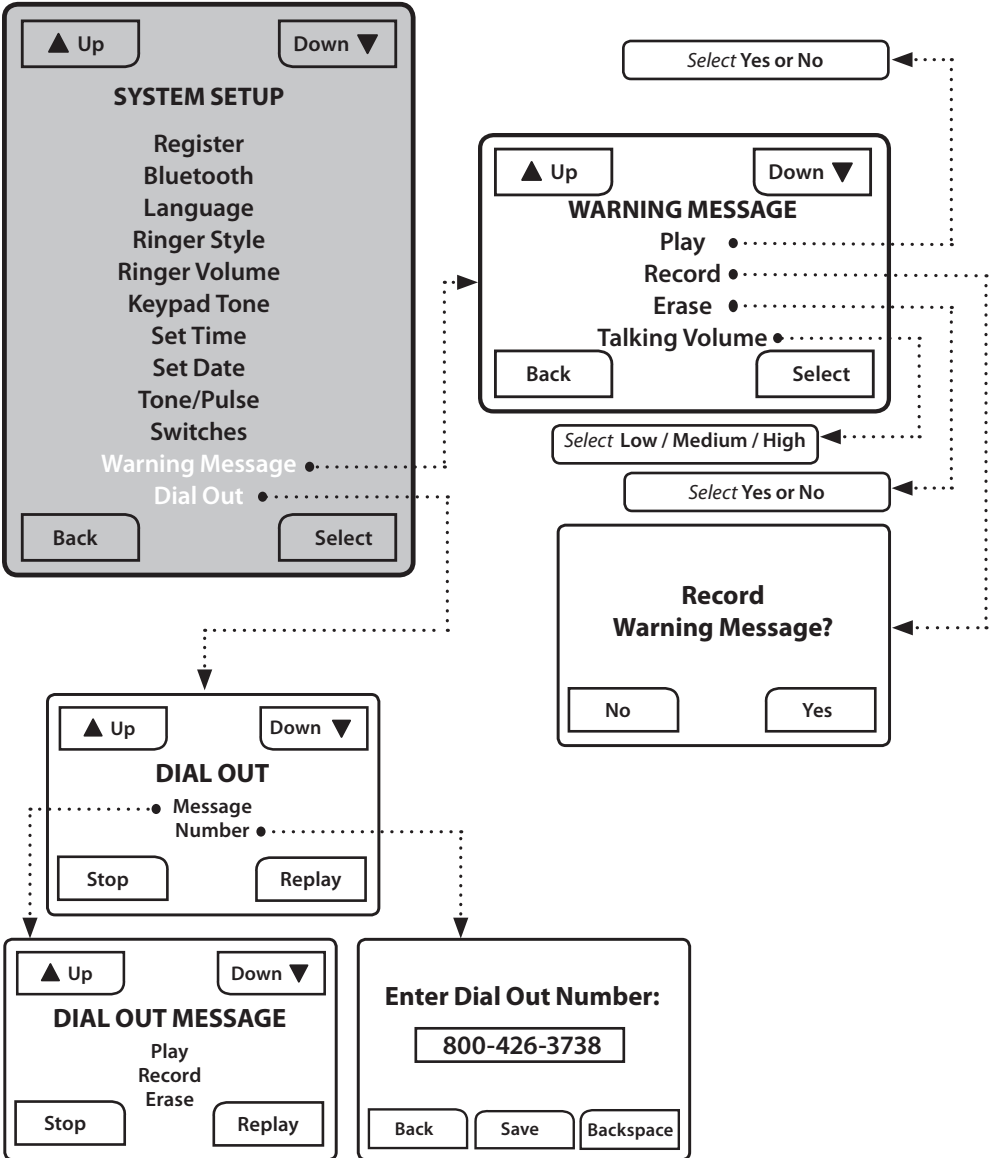 ▲ Up
Down ▼
SYSTEM SETUP
Register
Bluetooth
Language
Ringer Style
Ringer Volume
Keypad Tone
Set Time
Set Date
Tone/Pulse
Switches
Warning Message
Dial Out
Back
Select
Select Yes or No
▲ Up
Down ▼
WARNING MESSAGE
Play
Record
Erase
Talking Volume
Back
Select
Select Low / Medium / High
Select Yes or No
Record
Warning Message?
No
Yes
▲ Up
Down ▼
DIAL OUT
Message
Number
Stop
Replay
▲ Up
Down ▼
DIAL OUT MESSAGE
Play
Record
Erase
Stop
Replay
Enter Dial Out Number:
800-426-3738
Back
Save
Backspace